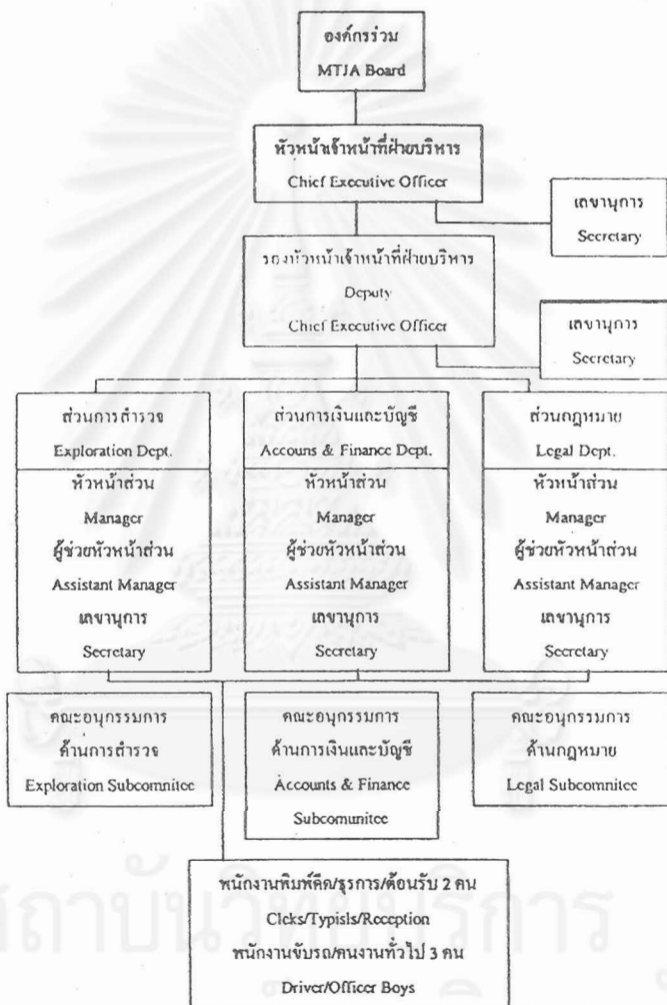 องค์กรร่วม
MTJA Board
หัวหน้าเจ้าหน้าที่ฝ่ายบริหาร
Chief Executive Officer
เลขานุการ
Secretary
รองหัวหน้าเจ้าหน้าที่ฝ่ายบริหาร
Deputy
Chief Executive Officer
เลขานุการ
Secretary
ส่วนการสำรวจ
Exploration Dept.
หัวหน้าส่วน
Manager
ผู้ช่วยหัวหน้าส่วน
Assistant Manager
เลขานุการ
Secretary
ส่วนการเงินและบัญชี
Accouns & Finance Dept.
หัวหน้าส่วน
Manager
ผู้ช่วยหัวหน้าส่วน
Assistant Manager
เลขานุการ
Secretary
ส่วนกฎหมาย
Legal Dept.
หัวหน้าส่วน
Manager
ผู้ช่วยหัวหน้าส่วน
Assistant Manager
เลขานุการ
Secretary
คณะอนุกรรมการ
ด้านการสำรวจ
Exploration Subcomnitee
คณะอนุกรรมการ
ด้านการเงินและบัญชี
Accounts & Finance
Subcomunitee
คณะอนุกรรมการ
ด้านกฎหมาย
Legal Subcomnitee
พนักงานพิมพ์ดีด/ธุรการ/ต้อนรับ 2 คน
Clcks/Typisls/Reception
พนักงานขับรถ/คนงานทั่วไป 3 คน
Driver/Officer Boys
สถาบันวิทยบริการ